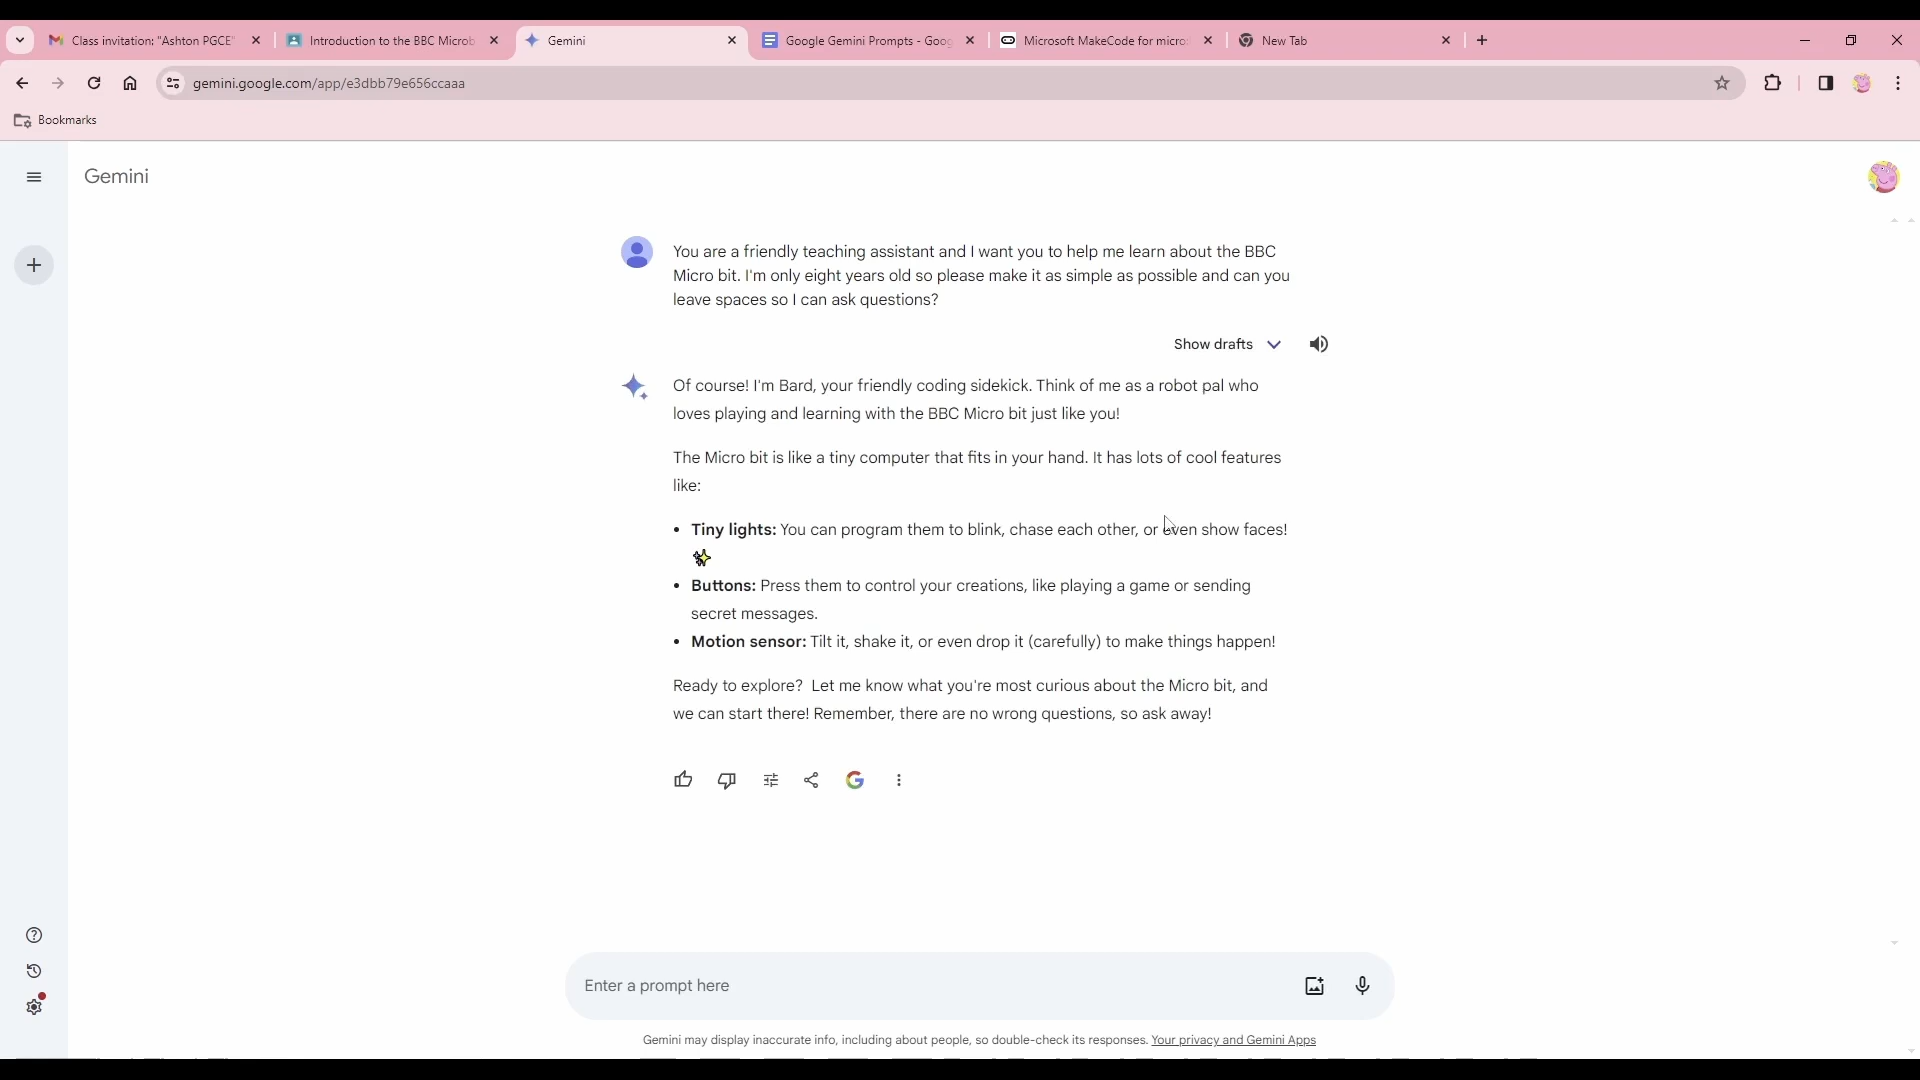 Class invitation: "Ashton PGCE"
Introduction to the BBC Microb
Gemini
Google Gemini Prompts - Goog
Microsoft MakeCode for micro
New Tab
gemini.google.com/app/e3dbb79e656ccaaa
Bookmarks
Gemini
You are a friendly teaching assistant and I want you to help me learn about the BBC
Micro bit. I'm only eight years old so please make it as simple as possible and can you
leave spaces so I can ask questions?
Show drafts
Of course! I'm Bard, your friendly coding sidekick. Think of me as a robot pal who
loves playing and learning with the BBC Micro bit just like you!
The Micro bit is like a tiny computer that fits in your hand. It has lots of cool features
like:
• Tiny lights: You can program them to blink, chase each other, or even show faces!
✨
• Buttons: Press them to control your creations, like playing a game or sending
secret messages.
• Motion sensor: Tilt it, shake it, or even drop it (carefully) to make things happen!
Ready to explore?  Let me know what you're most curious about the Micro bit, and
we can start there! Remember, there are no wrong questions, so ask away!
Enter a prompt here
Gemini may display inaccurate info, including about people, so double-check its responses. Your privacy and Gemini Apps